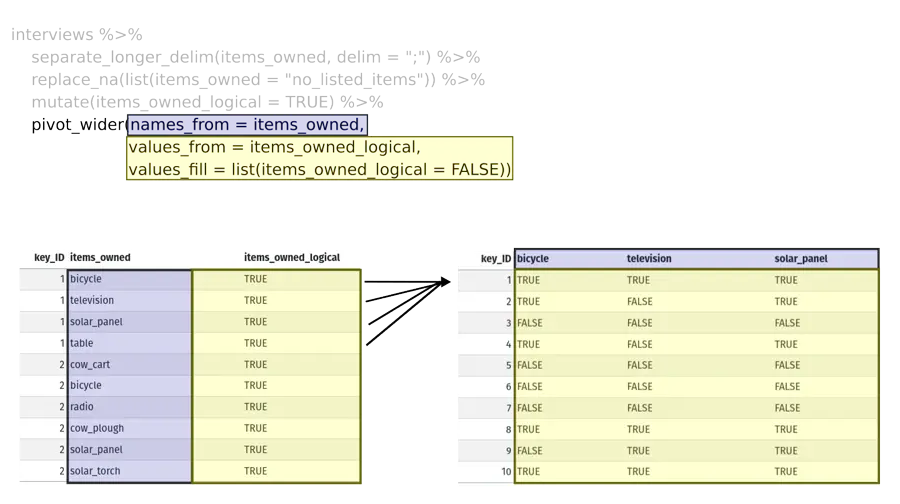 interviews %>%
separate_longer_delim(items_owned, delim = ";") %>%
replace_na(list(items_owned = "no_listed_items")) %>%
mutate(items_owned_logical = TRUE) %>%
pivot_wider(names_from = items_owned,
values_from = items_owned_logical,
values_fill = list(items_owned_logical = FALSE))
key_ID items_owned items_owned_logical
1 bicycle TRUE
1 television TRUE
1 solar_panel TRUE
1 table TRUE
2 cow_cart TRUE
2 bicycle TRUE
2 radio TRUE
2 cow_plough TRUE
2 solar_panel TRUE
2 solar_torch TRUE
key_ID bicycle television solar_panel
1 TRUE TRUE TRUE
2 TRUE FALSE TRUE
3 FALSE FALSE FALSE
4 TRUE FALSE TRUE
5 FALSE FALSE FALSE
6 FALSE FALSE FALSE
7 FALSE FALSE FALSE
8 TRUE TRUE TRUE
9 FALSE TRUE TRUE
10 TRUE TRUE TRUE